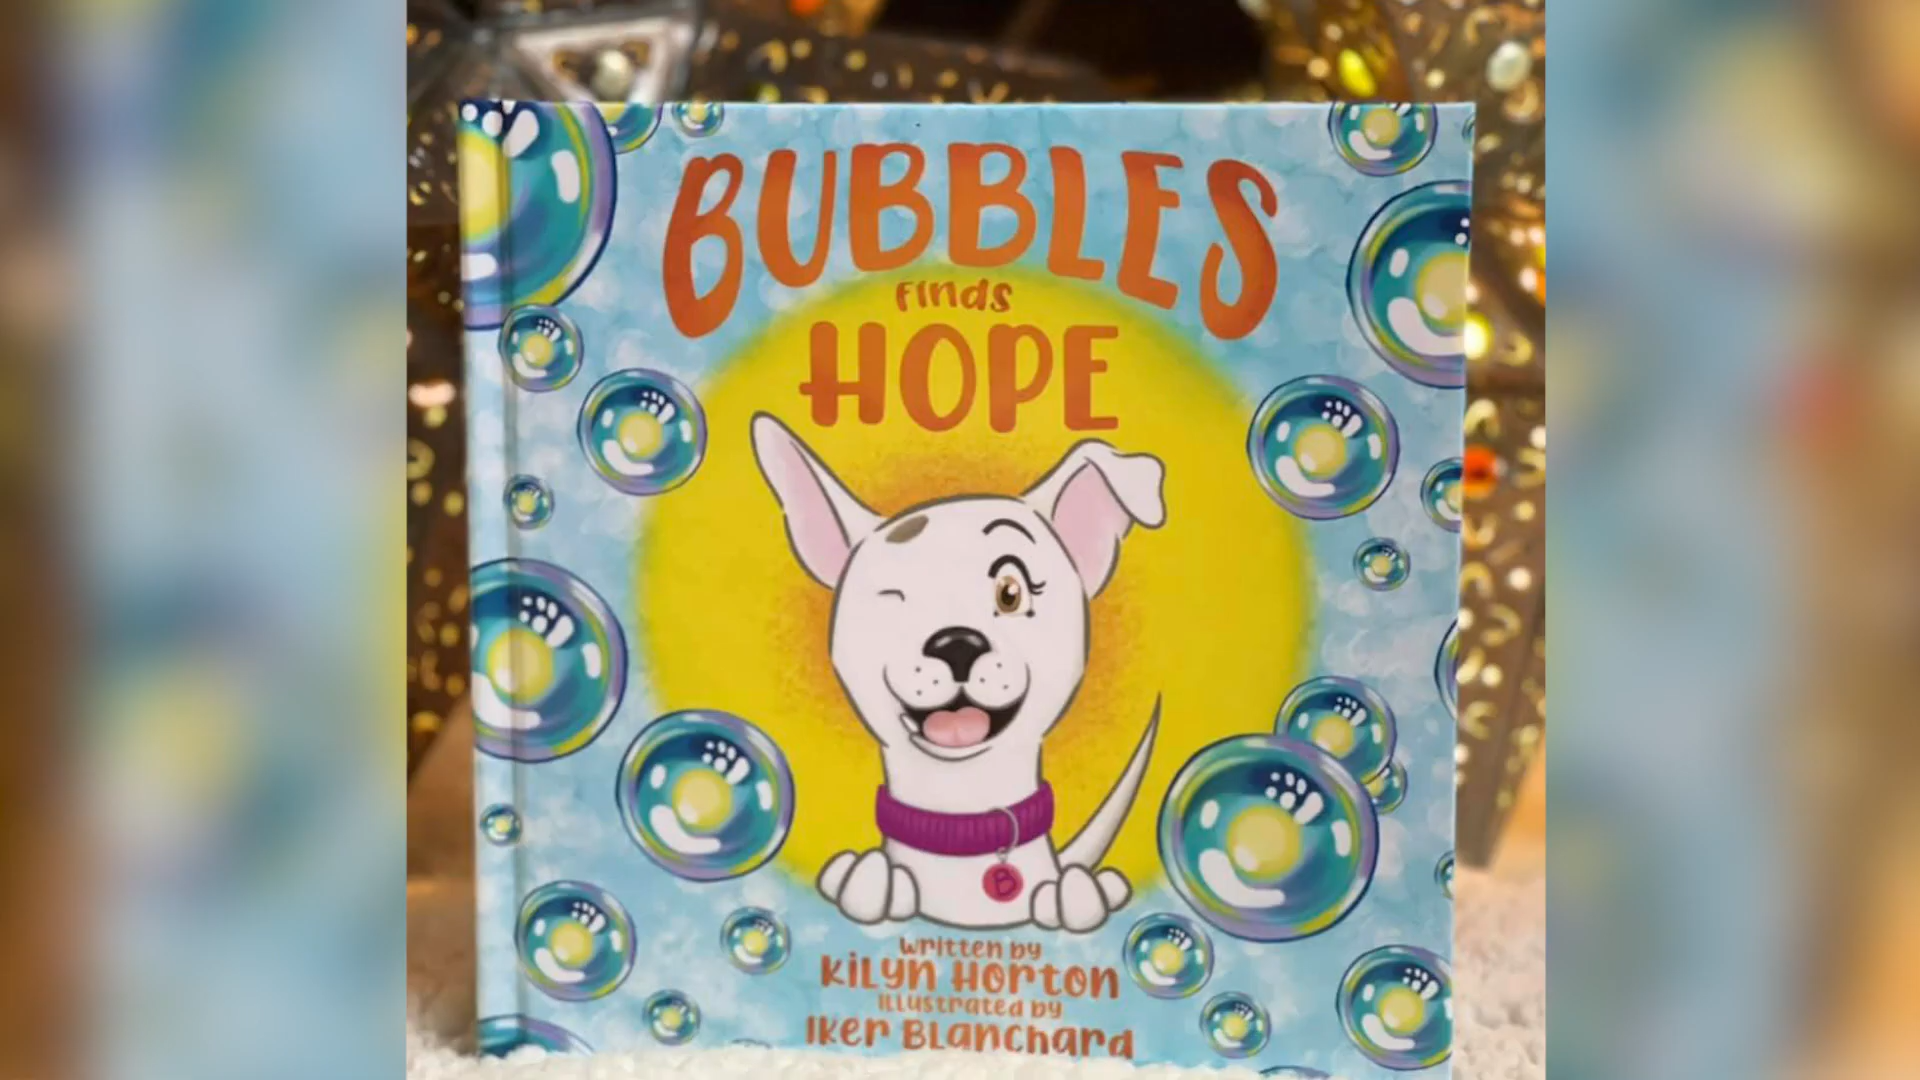 BUBBLES
Finds
HOPE
B
written by
KiLyn Horton
illustrated by
Iker Blanchard